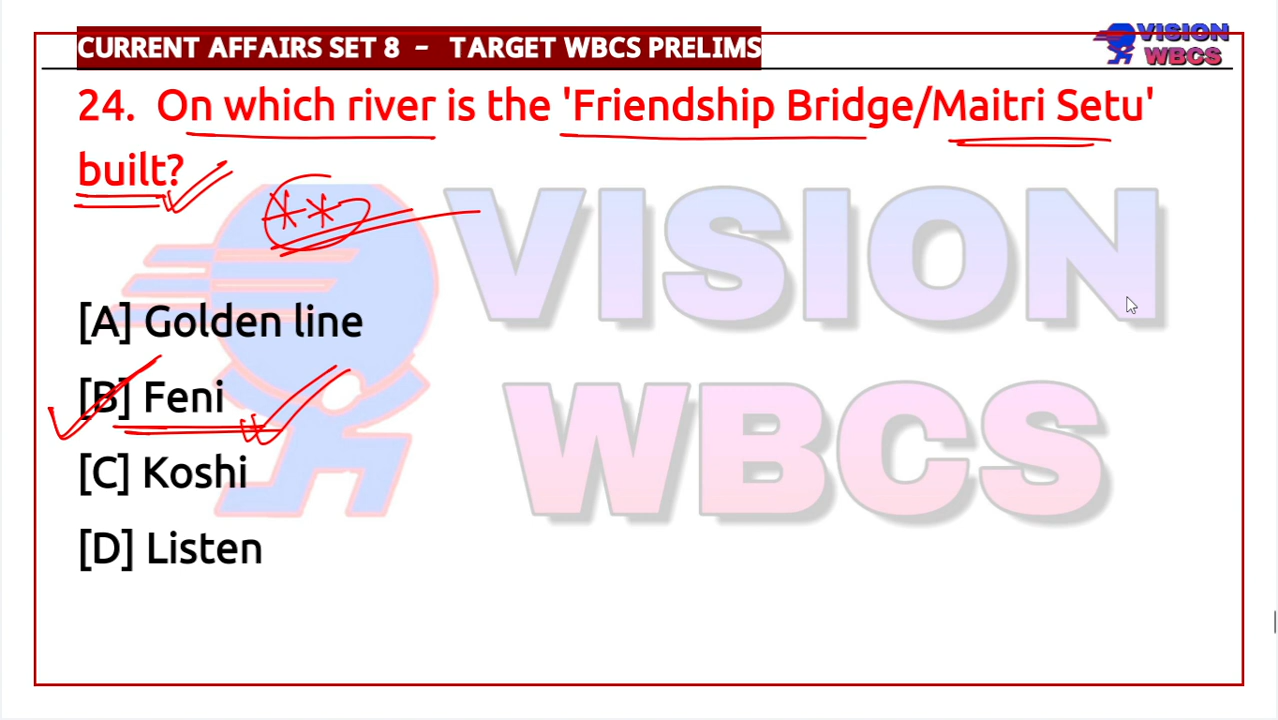 CURRENT AFFAIRS SET 8 - TARGET WBCS PRELIMS
VISION
WBCS
24. On which river is the 'Friendship Bridge/Maitri Setu'
built?
**
VISION
WBCS
[A] Golden line
[B] Feni
[C] Koshi
[D] Listen